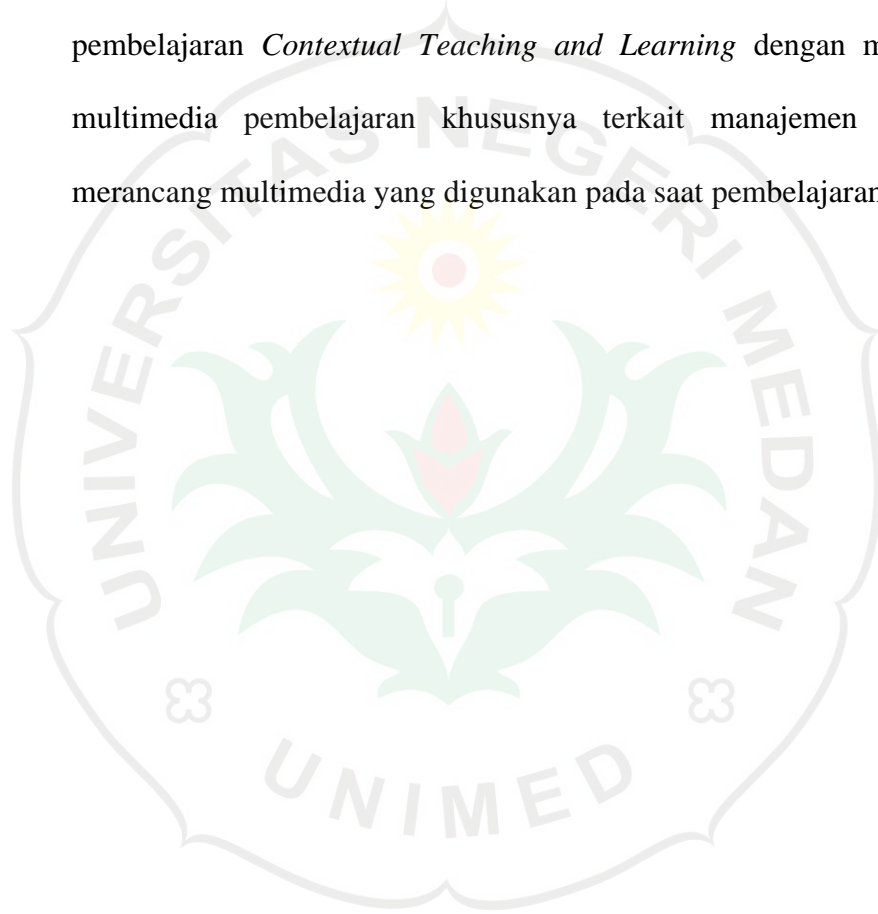 pembelajaran Contextual Teaching and Learning dengan
multimedia pembelajaran khususnya terkait manajemen
merancang multimedia yang digunakan pada saat pembelajaran
UNIVERSITAS NEGERI MEDAN
UNIMED